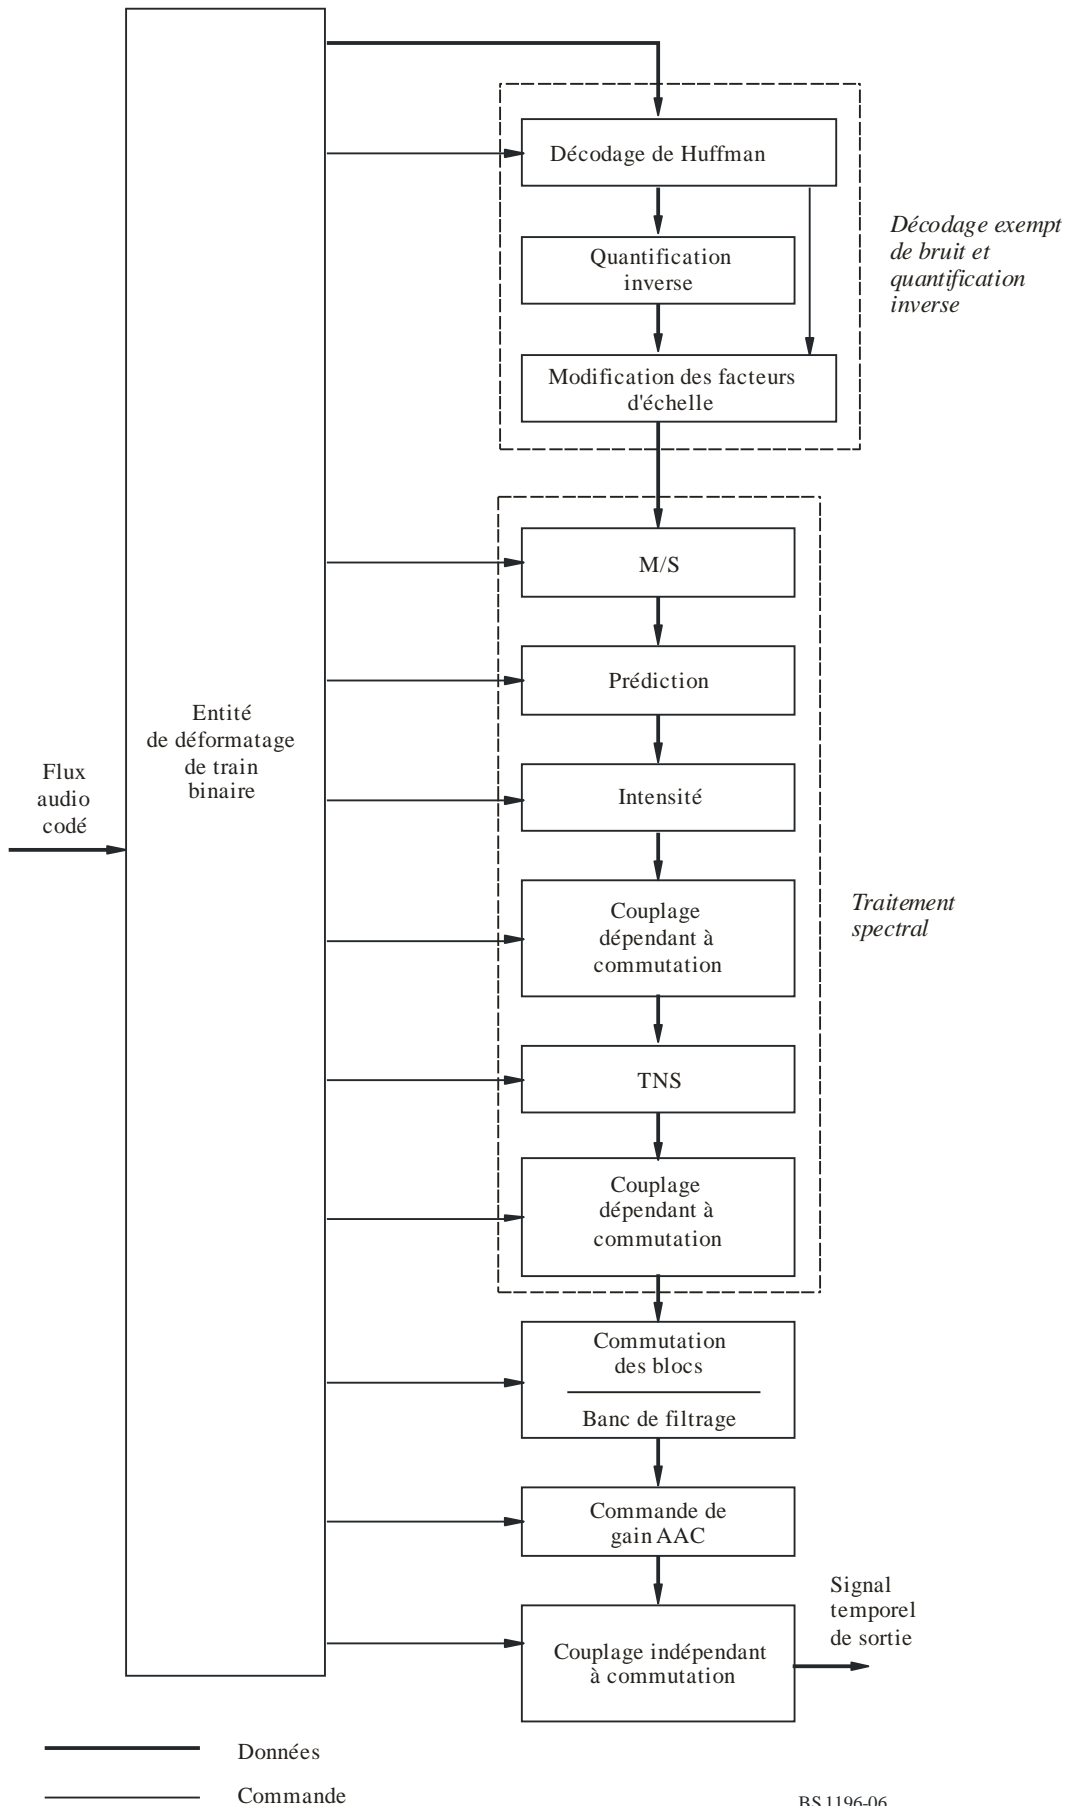 Décodage de Huffman
Quantification
inverse
Modification des facteurs
d'échelle
Décodage exempt
de bruit et
quantification
inverse
M/S
Prédiction
Intensité
Couplage
dépendant à
commutation
TNS
Couplage
dépendant à
commutation
Traitement
spectral
Entité
de déformatage
de train
binaire
Flux
audio
codé
Commutation
des blocs
Banc de filtrage
Commande de
gain AAC
Couplage indépendant
à commutation
Signal
temporel
de sortie
Données
Commande
BS 1196-06